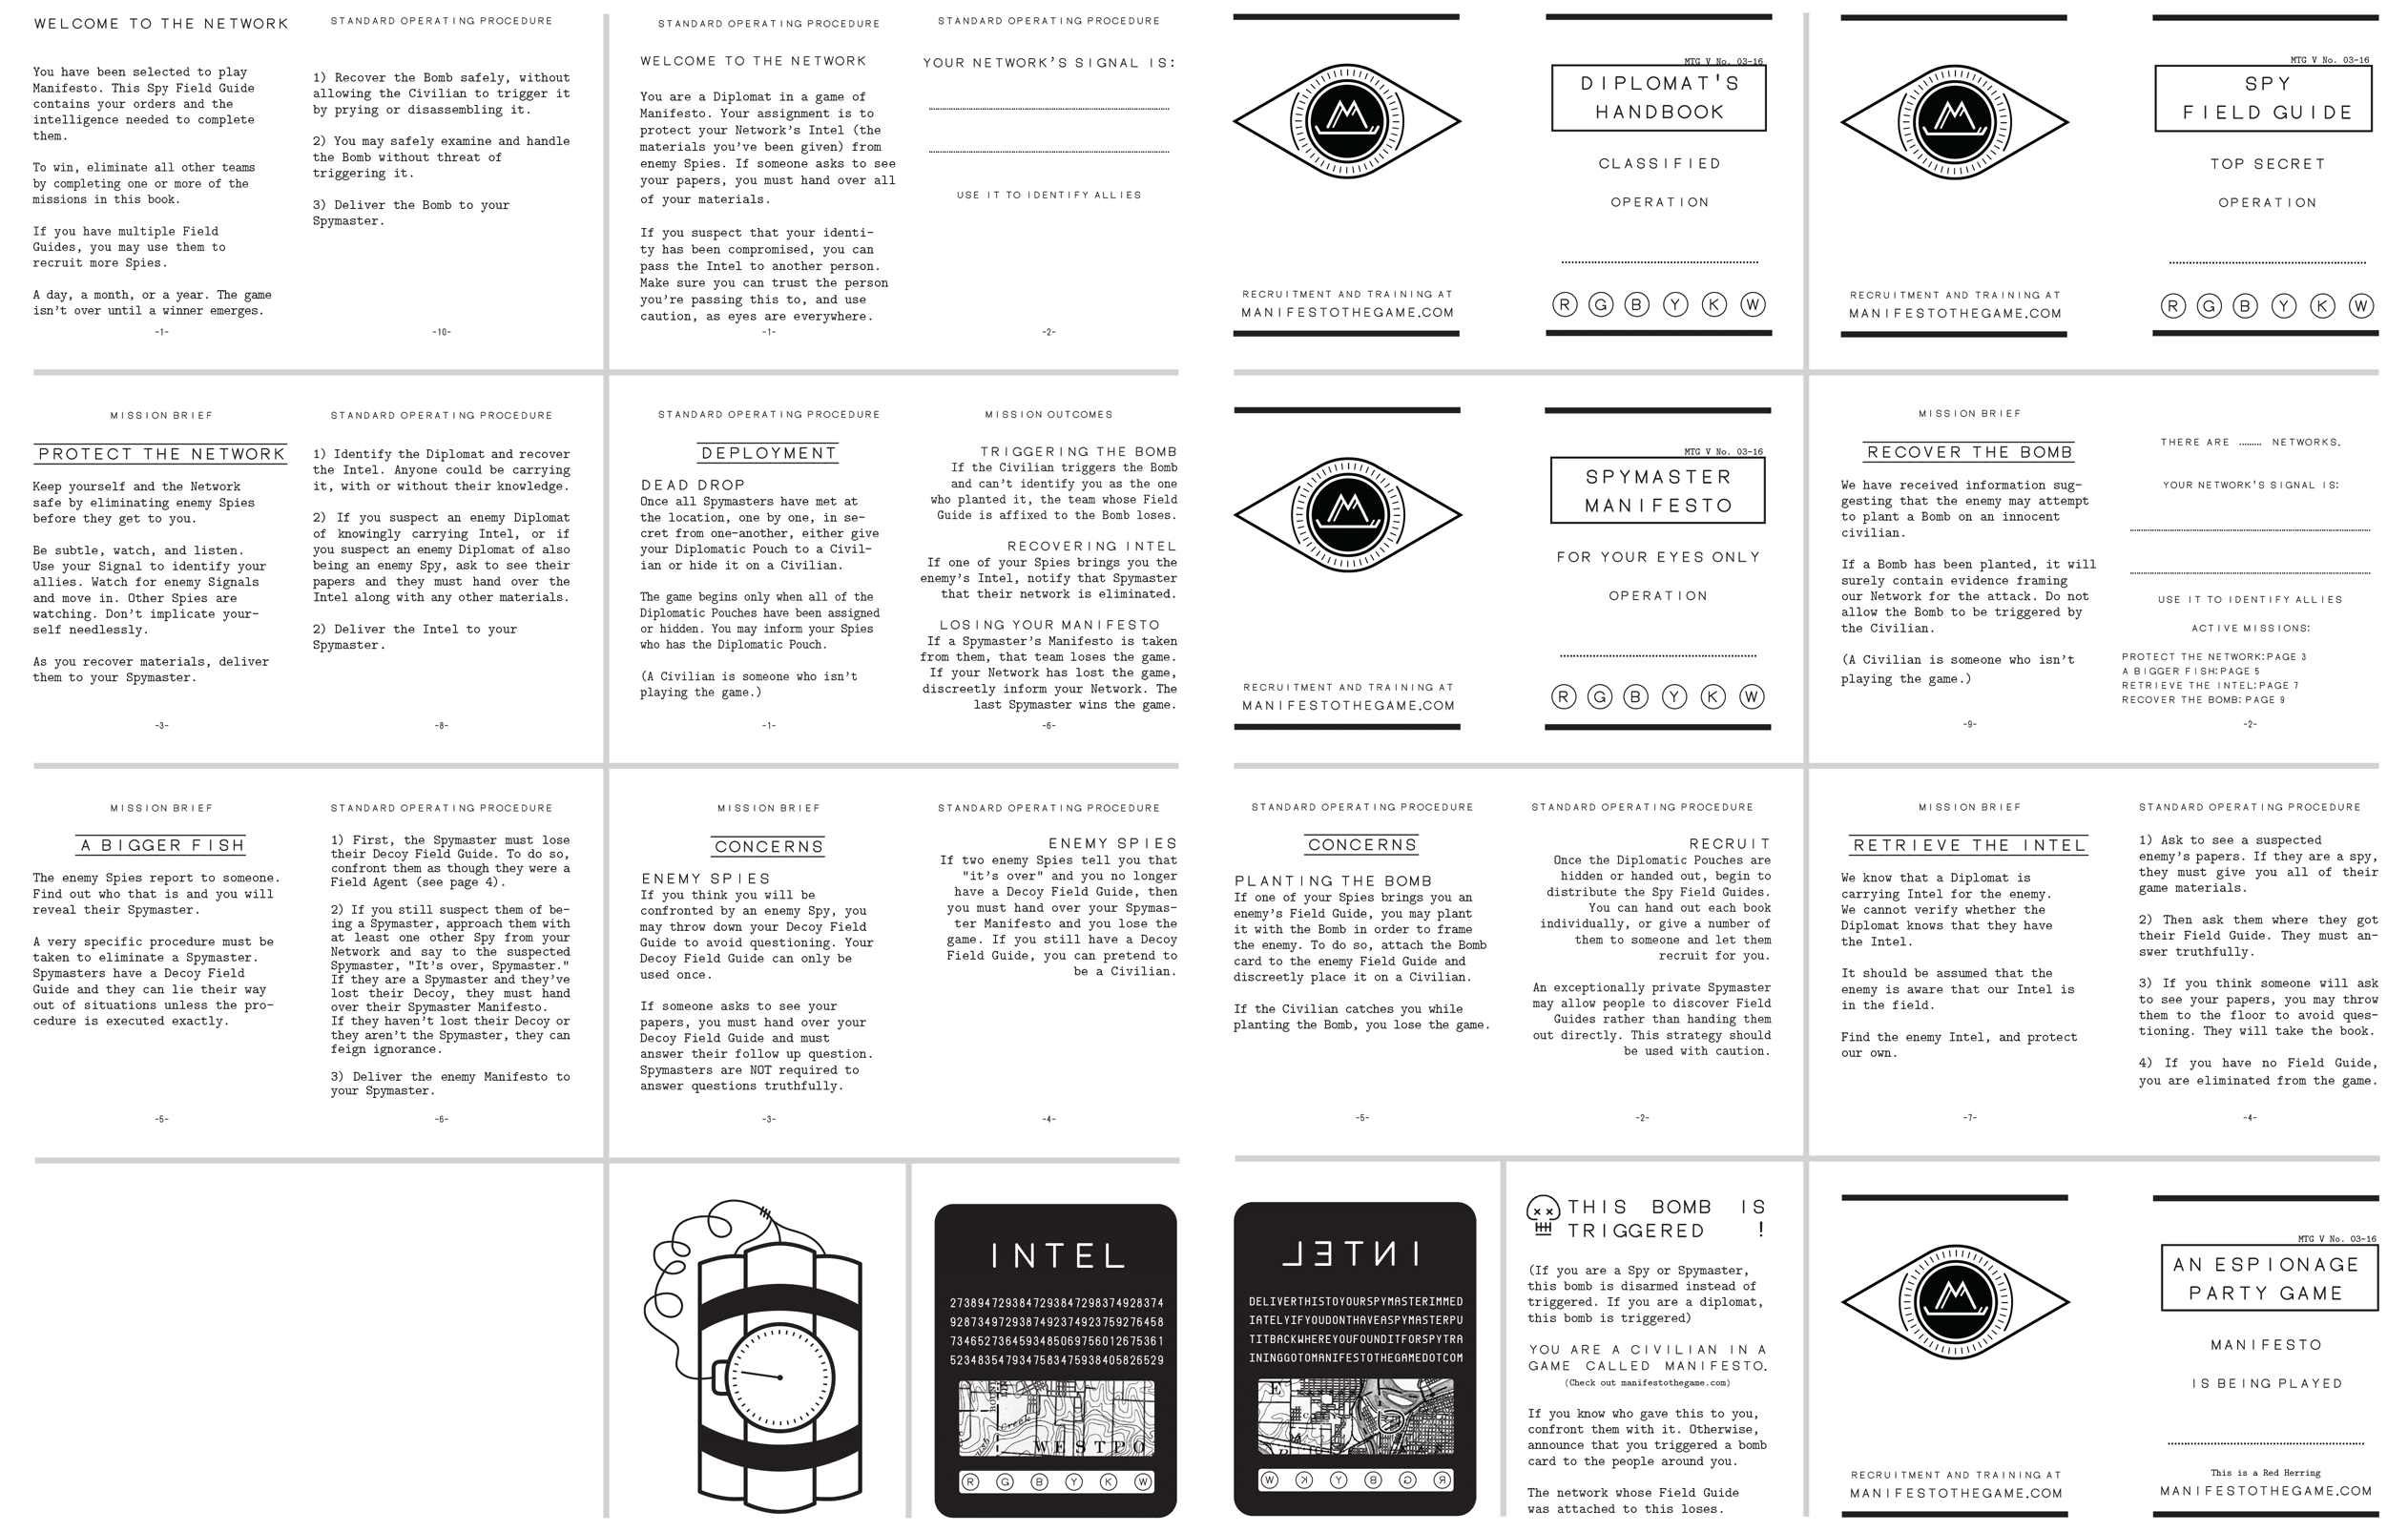 WELCOME TO THE NETWORK
You have been selected to play
Manifesto. This Spy Field Guide
contains your orders and the
intelligence needed to complete
them.
To win, eliminate all other teams
by completing one or more of the
missions in this book.
If you have multiple Field
Guides, you may use them to
recruit more Spies.
A day, a month, or a year. The game
isn't over until a winner emerges.
-1-
STANDARD OPERATING PROCEDURE
1) Recover the Bomb safely, without
allowing the Civilian to trigger it
by prying or disassembling it.
2) You may safely examine and handle
the Bomb without threat of
triggering it.
3) Deliver the Bomb to your
Spymaster.
-10-
STANDARD OPERATING PROCEDURE
WELCOME TO THE NETWORK
You are a Diplomat in a game of
Manifesto. Your assignment is to
protect your Network's Intel (the
materials you've been given) from
enemy Spies. If someone asks to see
your papers, you must hand over all
of your materials.
If you suspect that your identi-
ty has been compromised, you can
pass the Intel to another person.
Make sure you can trust the person
you're passing this to, and use
caution, as eyes are everywhere.
-1-
STANDARD OPERATING PROCEDURE
YOUR NETWORK'S SIGNAL IS:
USE IT TO IDENTIFY ALLIES
-2-
RECRUITMENT AND TRAINING AT
MANIFESTOTHEGAME.COM
MTG V No. 03-16
DIPLOMAT'S
HANDBOOK
CLASSIFIED
OPERATION
R G B Y K W
RECRUITMENT AND TRAINING AT
MANIFESTOTHEGAME.COM
MTG V No. 03-16
SPY
FIELD GUIDE
TOP SECRET
OPERATION
R G B Y K W
MISSION BRIEF
PROTECT THE NETWORK
Keep yourself and the Network
safe by eliminating enemy Spies
before they get to you.
Be subtle, watch, and listen.
Use your Signal to identify your
allies. Watch for enemy Signals
and move in. Other Spies are
watching. Don't implicate your-
self needlessly.
As you recover materials, deliver
them to your Spymaster.
-3-
STANDARD OPERATING PROCEDURE
1) Identify the Diplomat and recover
the Intel. Anyone could be carrying
it, with or without their knowledge.
2) If you suspect an enemy Diplomat
of knowingly carrying Intel, or if
you suspect an enemy Diplomat of also
being an enemy Spy, ask to see their
papers and they must hand over the
Intel along with any other materials.
2) Deliver the Intel to your
Spymaster.
-8-
STANDARD OPERATING PROCEDURE
DEPLOYMENT
DEAD DROP
Once all Spymasters have met at
the location, one by one, in se-
cret from one-another, either give
your Diplomatic Pouch to a Civil-
ian or hide it on a Civilian.
The game begins only when all of the
Diplomatic Pouches have been assigned
or hidden. You may inform your Spies
who has the Diplomatic Pouch.
(A Civilian is someone who isn't
playing the game.)
-1-
MISSION OUTCOMES
TRIGGERING THE BOMB
If the Civilian triggers the Bomb
and can't identify you as the one
who planted it, the team whose Field
Guide is affixed to the Bomb loses.
RECOVERING INTEL
If one of your Spies brings you the
enemy's Intel, notify that Spymaster
that their network is eliminated.
LOSING YOUR MANIFESTO
If a Spymaster's Manifesto is taken
from them, that team loses the game.
If your Network has lost the game,
discreetly inform your Network. The
last Spymaster wins the game.
-6-
RECRUITMENT AND TRAINING AT
MANIFESTOTHEGAME.COM
MTG V No. 03-16
SPYMASTER
MANIFESTO
FOR YOUR EYES ONLY
OPERATION
R G B Y K W
MISSION BRIEF
RECOVER THE BOMB
We have received information sug-
gesting that the enemy may attempt
to plant a Bomb on an innocent
civilian.
If a Bomb has been planted, it will
surely contain evidence framing
our Network for the attack. Do not
allow the Bomb to be triggered by
the Civilian.
(A Civilian is someone who isn't
playing the game.)
-9-
THERE ARE ......... NETWORKS.
YOUR NETWORK'S SIGNAL IS:
USE IT TO IDENTIFY ALLIES
ACTIVE MISSIONS:
PROTECT THE NETWORK: PAGE 3
A BIGGER FISH: PAGE 5
RETRIEVE THE INTEL: PAGE 7
RECOVER THE BOMB: PAGE 9
-2-
MISSION BRIEF
A BIGGER FISH
The enemy Spies report to someone.
Find out who that is and you will
reveal their Spymaster.
A very specific procedure must be
taken to eliminate a Spymaster.
Spymasters have a Decoy Field
Guide and they can lie their way
out of situations unless the pro-
cedure is executed exactly.
-5-
STANDARD OPERATING PROCEDURE
1) First, the Spymaster must lose
their Decoy Field Guide. To do so,
confront them as though they were a
Field Agent (see page 4).
2) If you still suspect them of be-
ing a Spymaster, approach them with
at least one other Spy from your
Network and say to the suspected
Spymaster, "It's over, Spymaster."
If they are a Spymaster and they've
lost their Decoy, they must hand
over their Spymaster Manifesto.
If they haven't lost their Decoy or
they aren't the Spymaster, they can
feign ignorance.
3) Deliver the enemy Manifesto to
your Spymaster.
-6-
MISSION BRIEF
CONCERNS
ENEMY SPIES
If you think you will be
confronted by an enemy Spy, you
may throw down your Decoy Field
Guide to avoid questioning. Your
Decoy Field Guide can only be
used once.
If someone asks to see your
papers, you must hand over your
Decoy Field Guide and must
answer their follow up question.
Spymasters are NOT required to
answer questions truthfully.
-3-
STANDARD OPERATING PROCEDURE
ENEMY SPIES
If two enemy Spies tell you that
"it's over" and you no longer
have a Decoy Field Guide, then
you must hand over your Spymas-
ter Manifesto and you lose the
game. If you still have a Decoy
Field Guide, you can pretend to
be a Civilian.
-4-
STANDARD OPERATING PROCEDURE
CONCERNS
PLANTING THE BOMB
If one of your Spies brings you an
enemy's Field Guide, you may plant
it with the Bomb in order to frame
the enemy. To do so, attach the Bomb
card to the enemy Field Guide and
discreetly place it on a Civilian.
If the Civilian catches you while
planting the Bomb, you lose the game.
-5-
STANDARD OPERATING PROCEDURE
RECRUIT
Once the Diplomatic Pouches are
hidden or handed out, begin to
distribute the Spy Field Guides.
You can hand out each book
individually, or give a number of
them to someone and let them
recruit for you.
An exceptionally private Spymaster
may allow people to discover Field
Guides rather than handing them
out directly. This strategy should
be used with caution.
-2-
MISSION BRIEF
RETRIEVE THE INTEL
We know that a Diplomat is
carrying Intel for the enemy.
We cannot verify whether the
Diplomat knows that they have
the Intel.
It should be assumed that the
enemy is aware that our Intel is
in the field.
Find the enemy Intel, and protect
our own.
-7-
STANDARD OPERATING PROCEDURE
1) Ask to see a suspected
enemy's papers. If they are a spy,
they must give you all of their
game materials.
2) Then ask them where they got
their Field Guide. They must an-
swer truthfully.
3) If you think someone will ask
to see your papers, you may throw
them to the floor to avoid ques-
tioning. They will take the book.
4) If you have no Field Guide,
you are eliminated from the game.
-4-
INTEL
2738947293847293847298374928374
9287349729387492374923759276458
7346527364593485069756012675361
5234835479347583475938405826529
Creek
WESTPO
R G B Y K W
INTEL
DELIVERTHISTOYOURSPYMASTERIMMED
IATELYIFYOUDONTHAVEASPYMASTERPU
TITBACKWHEREYOUFOUNDITFORSPYTRA
ININGGOTOMANIFESTOTHEGAMEDOTCOM
W K Y B G R
THIS BOMB IS
TRIGGERED !
(If you are a Spy or Spymaster,
this bomb is disarmed instead of
triggered. If you are a diplomat,
this bomb is triggered)
YOU ARE A CIVILIAN IN A
GAME CALLED MANIFESTO.
(Check out manifestothegame.com)
If you know who gave this to you,
confront them with it. Otherwise,
announce that you triggered a bomb
card to the people around you.
The network whose Field Guide
was attached to this loses.
RECRUITMENT AND TRAINING AT
MANIFESTOTHEGAME.COM
MTG V No. 03-16
AN ESPIONAGE
PARTY GAME
MANIFESTO
IS BEING PLAYED
This is a Red Herring
MANIFESTOTHEGAME.COM